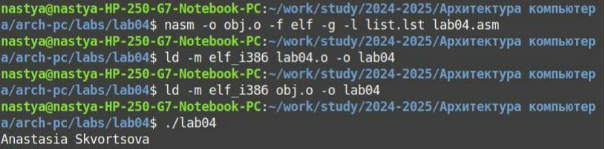 nastya@nastya-HP-250-G7-Notebook-PC:~/work/study/2024-2025/Архитектура компьютер
а/arch-pc/labs/lab04$ nasm -o obj.o -f elf -g -l list.lst lab04.asm
nastya@nastya-HP-250-G7-Notebook-PC:~/work/study/2024-2025/Архитектура компьютер
а/arch-pc/labs/lab04$ ld -m elf_i386 lab04.o -o lab04
nastya@nastya-HP-250-G7-Notebook-PC:~/work/study/2024-2025/Архитектура компьютер
а/arch-pc/labs/lab04$ ld -m elf_i386 obj.o -o lab04
nastya@nastya-HP-250-G7-Notebook-PC:~/work/study/2024-2025/Архитектура компьютер
а/arch-pc/labs/lab04$ ./lab04
Anastasia Skvortsova